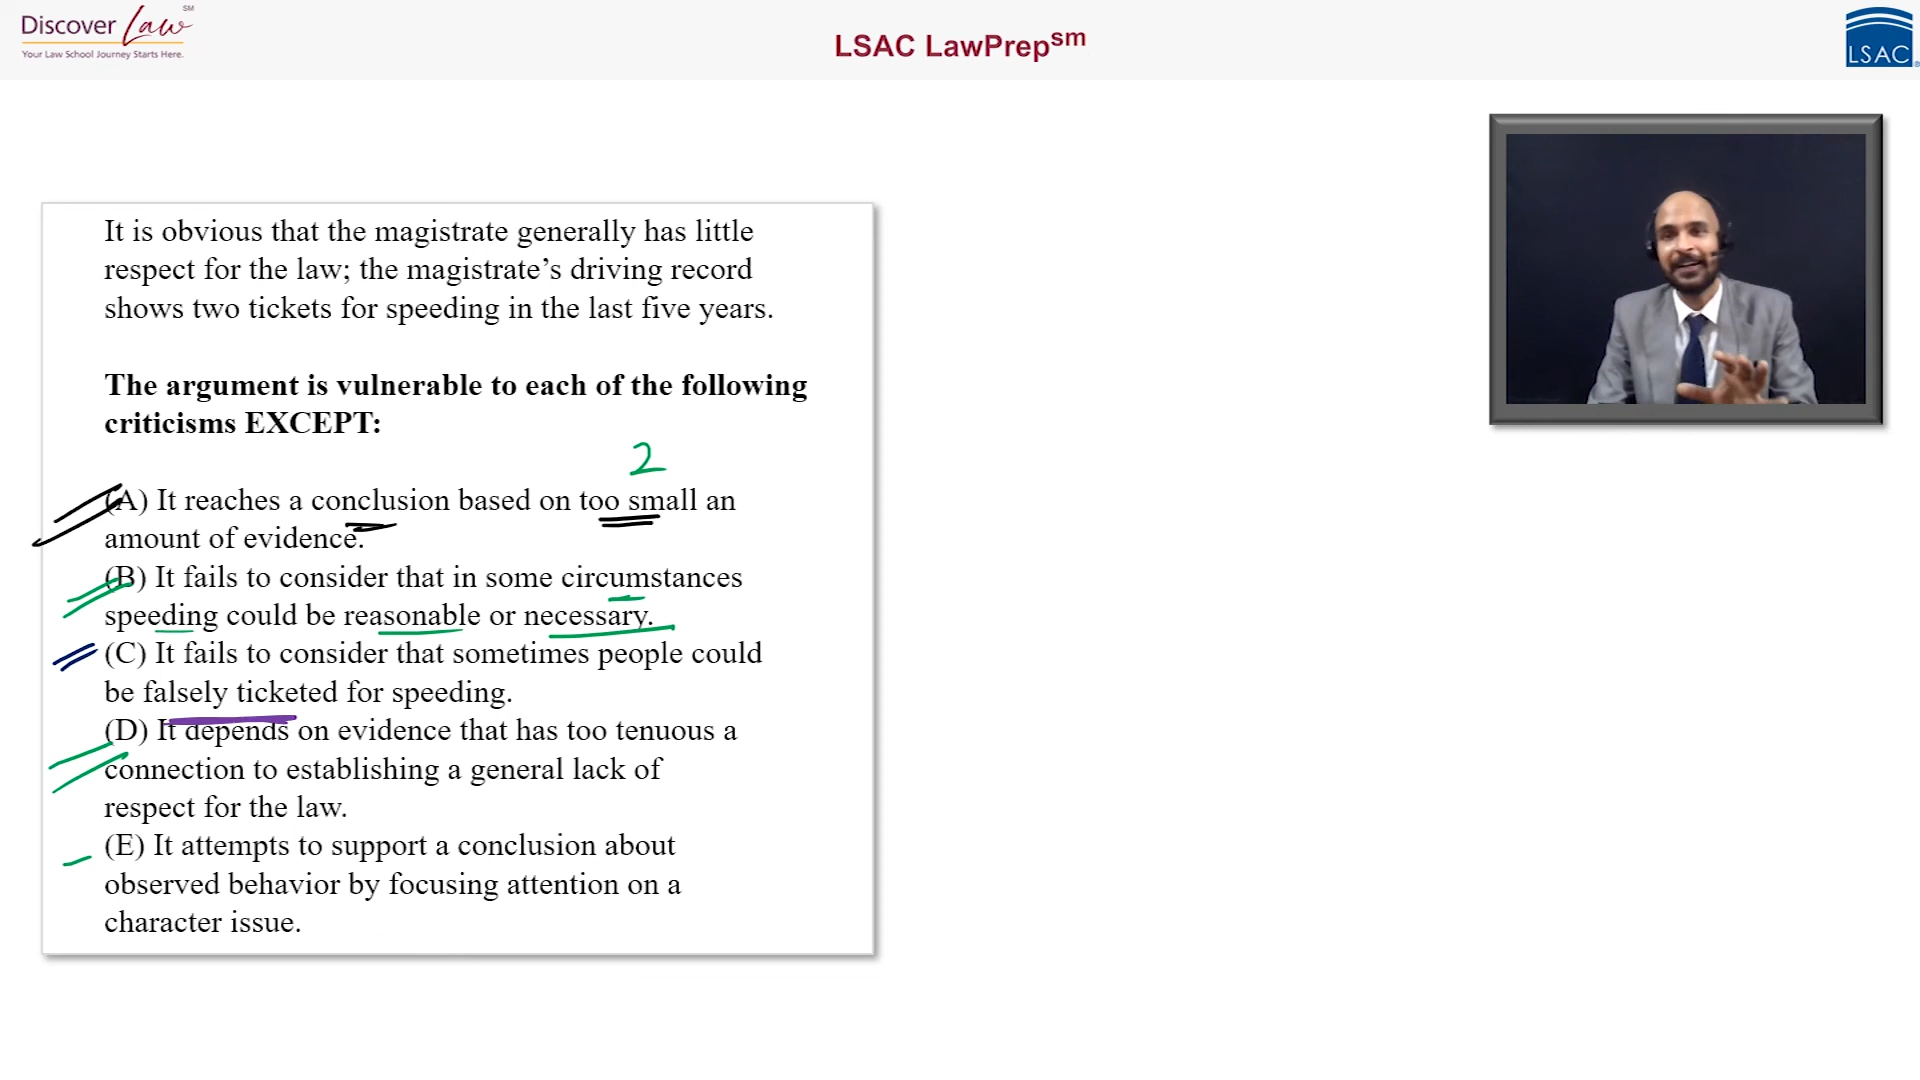 Discover Law SM
Your Law School Journey Starts Here.
LSAC LawPrepsm
LSAC®
It is obvious that the magistrate generally has little
respect for the law; the magistrate’s driving record
shows two tickets for speeding in the last five years.
The argument is vulnerable to each of the following
criticisms EXCEPT:
2
(A) It reaches a conclusion based on too small an
amount of evidence.
(B) It fails to consider that in some circumstances
speeding could be reasonable or necessary.
(C) It fails to consider that sometimes people could
be falsely ticketed for speeding.
(D) It depends on evidence that has too tenuous a
connection to establishing a general lack of
respect for the law.
(E) It attempts to support a conclusion about
observed behavior by focusing attention on a
character issue.